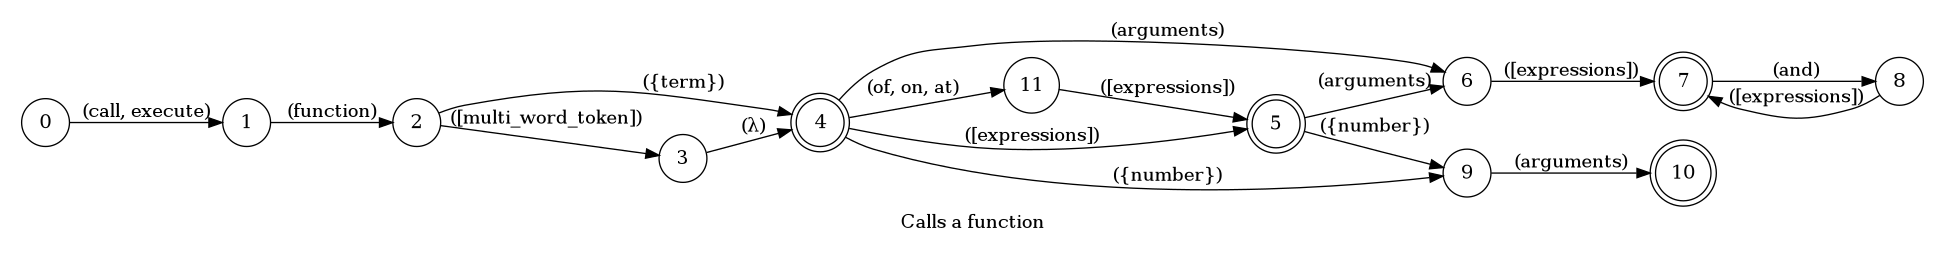 0
(call, execute)
1
(function)
2
({term})
([multi_word_token])
3
(λ)
4
(arguments)
(of, on, at)
11
([expressions])
([expressions])
({number})
5
(arguments)
({number})
6
([expressions])
7
(and)
([expressions])
8
9
(arguments)
10
Calls a function